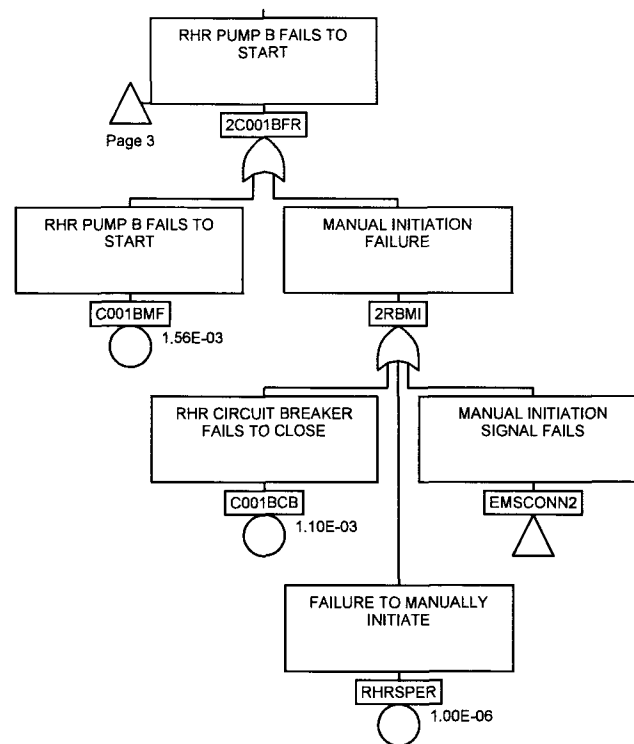 RHR PUMP B FAILS TO
START
Page 3
2C001BFR
RHR PUMP B FAILS TO
START
MANUAL INITIATION
FAILURE
C001BMF
1.56E-03
2RBMI
RHR CIRCUIT BREAKER
FAILS TO CLOSE
MANUAL INITIATION
SIGNAL FAILS
C001BCB
1.10E-03
EMSCONN2
FAILURE TO MANUALLY
INITIATE
RHRSPER
1.00E-06